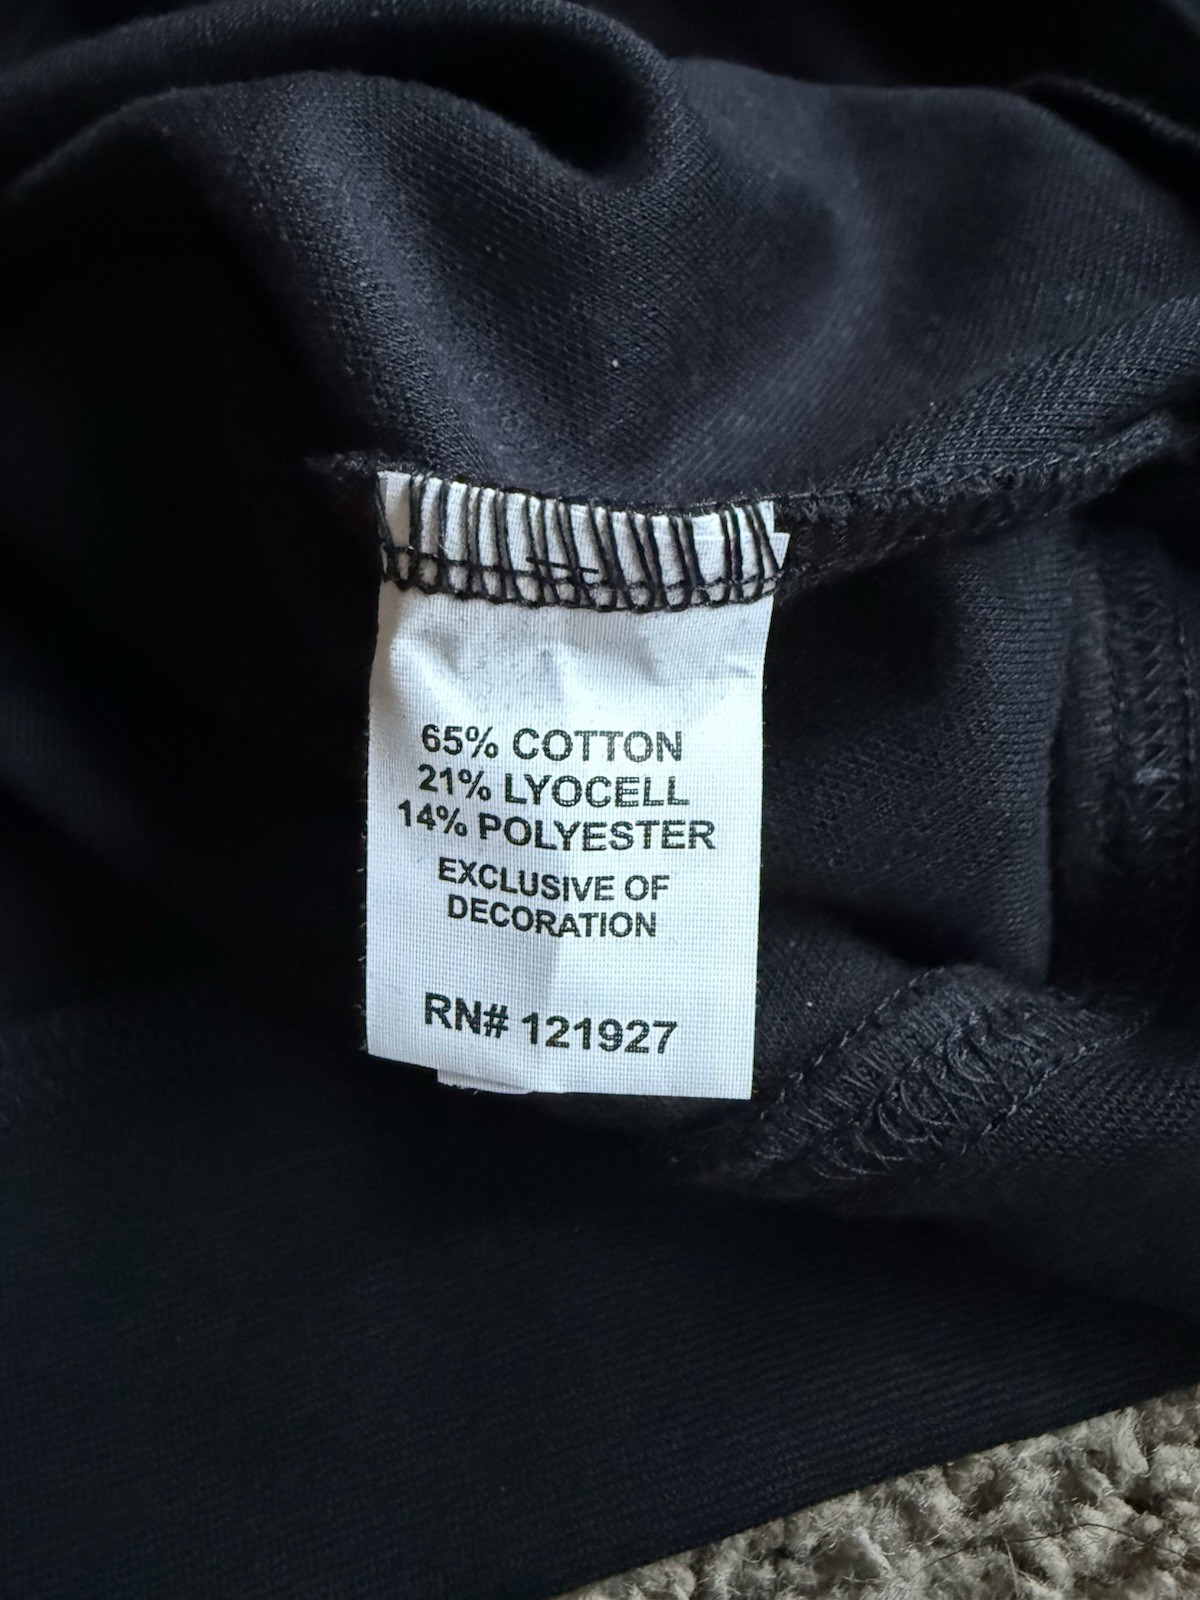 65% COTTON
21% LYOCELL
14% POLYESTER
EXCLUSIVE OF
DECORATION
RN# 121927